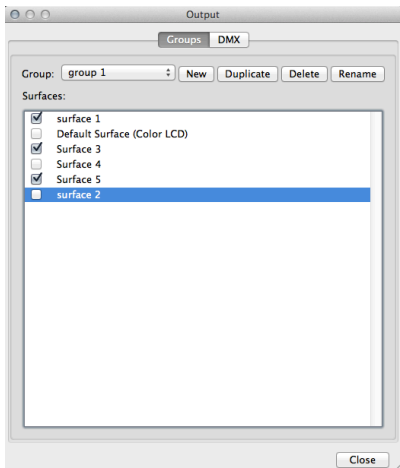 Output
Groups DMX
Group: group 1 New Duplicate Delete Rename
Surfaces:
surface 1
Default Surface (Color LCD)
Surface 3
Surface 4
Surface 5
surface 2
Close